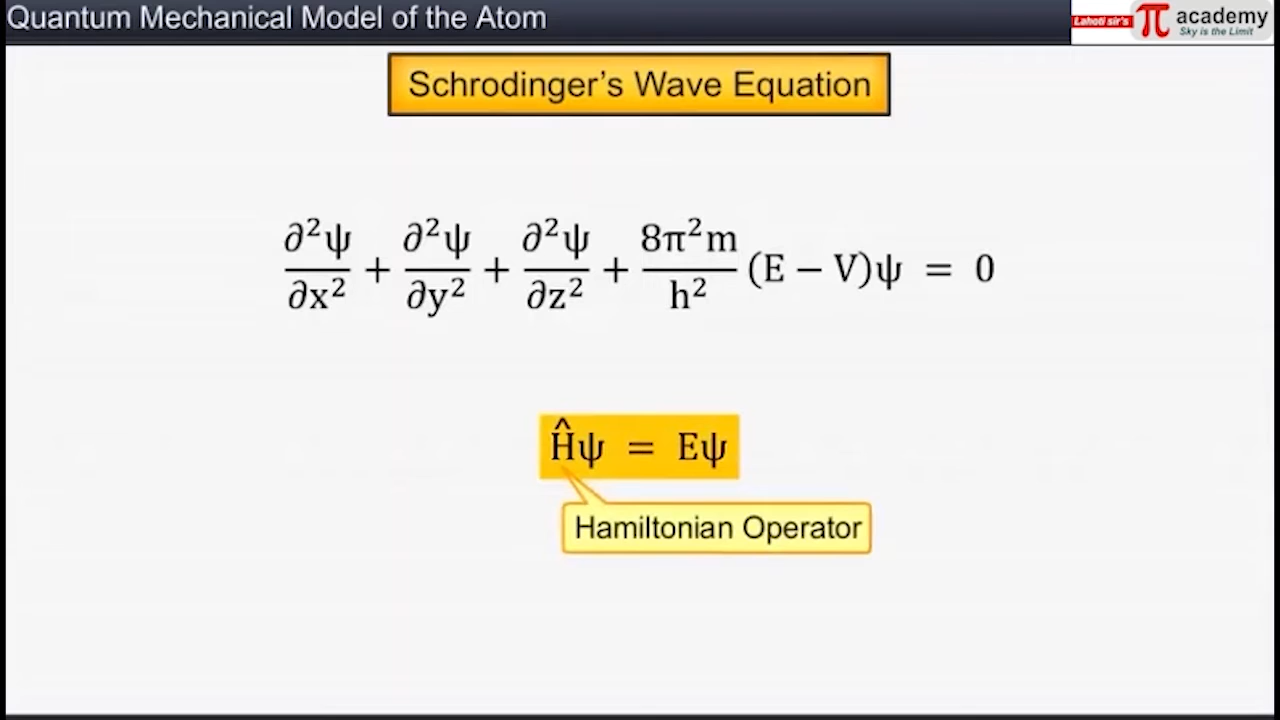 Quantum Mechanical Model of the Atom
Lahoti sir's
π academy
Sky is the Limit
Schrodinger's Wave Equation
∂²ψ/∂x² + ∂²ψ/∂y² + ∂²ψ/∂z² + 8π²m/h² (E − V)ψ = 0
Ĥψ = Eψ
Hamiltonian Operator